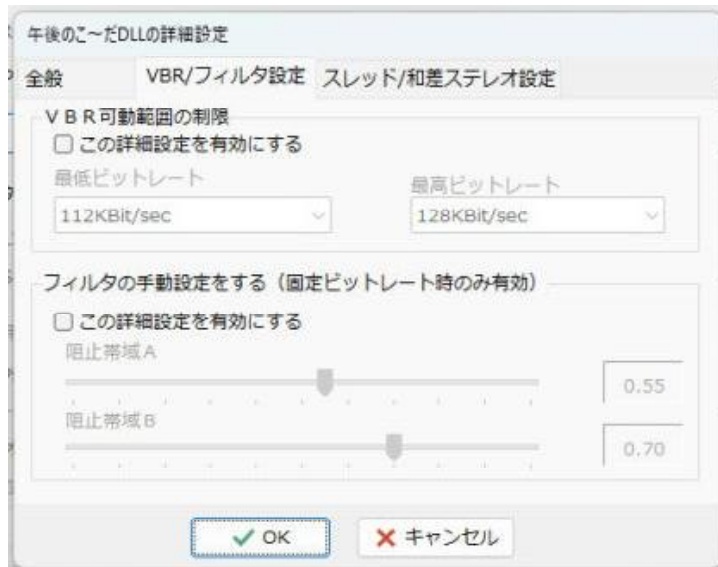 午後のこ～だDLLの詳細設定
全般 VBR/フィルタ設定 スレッド/和差ステレオ設定
ＶＢＲ可動範囲の制限
この詳細設定を有効にする
最低ビットレート 最高ビットレート
112KBit/sec 128KBit/sec
フィルタの手動設定をする（固定ビットレート時のみ有効）
この詳細設定を有効にする
阻止帯域A
0.55
阻止帯域B
0.70
OK キャンセル